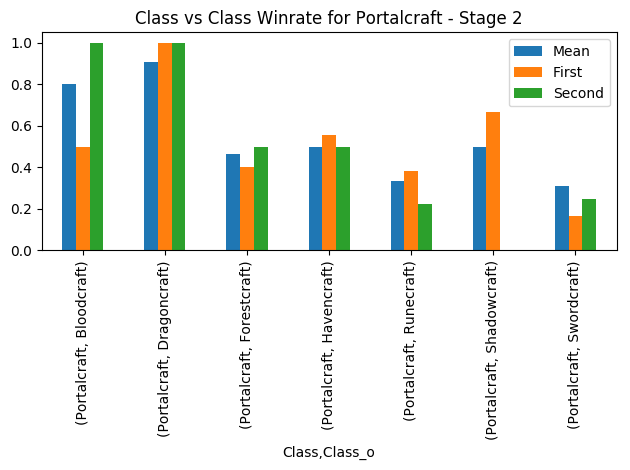 Class vs Class Winrate for Portalcraft - Stage 2
Mean
First
Second
1.0
0.8
0.6
0.4
0.2
0.0
(Portalcraft, Bloodcraft)
(Portalcraft, Dragoncraft)
(Portalcraft, Forestcraft)
(Portalcraft, Havencraft)
(Portalcraft, Runecraft)
(Portalcraft, Shadowcraft)
(Portalcraft, Swordcraft)
Class,Class_o